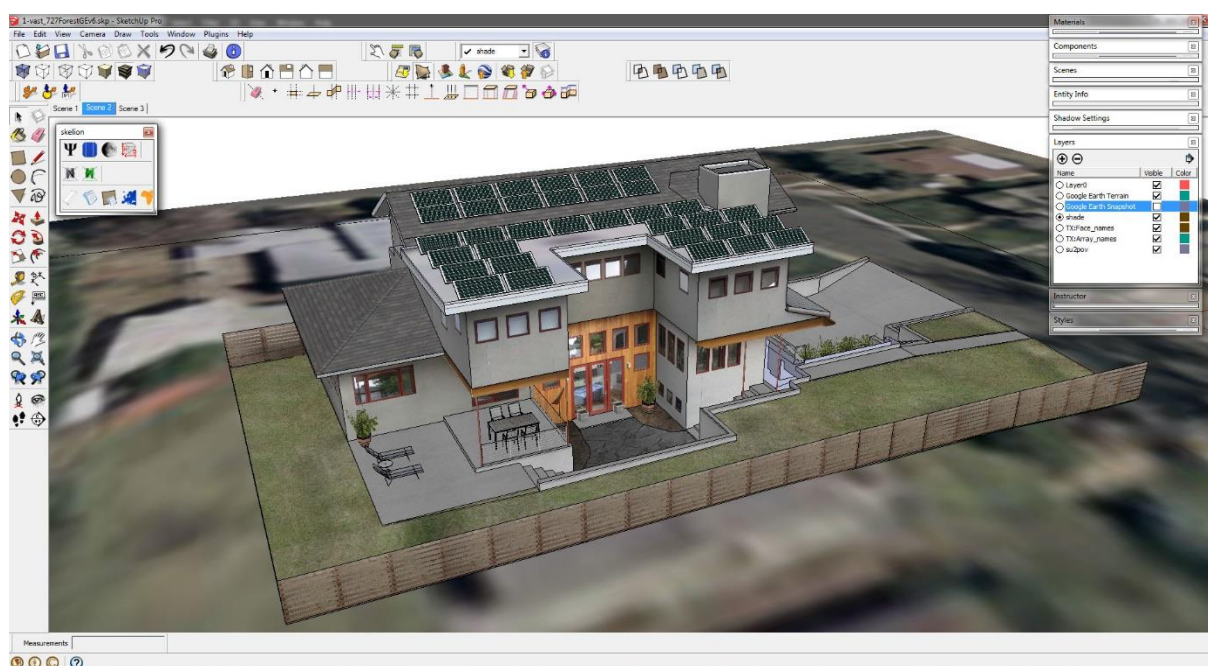 1-vast_727ForestGEv6.skp - SketchUp Pro
File Edit View Camera Draw Tools Window Plugins Help
shade
Scene 1 Scene 2 Scene 3
skelion
Materials
Components
Scenes
Entity Info
Shadow Settings
Layers
Name Visible Color
Layer0
Google Earth Terrain
Google Earth Snapshot
shade
TX:Face_names
TX:Array_names
su2pov
Instructor
Styles
Measurements